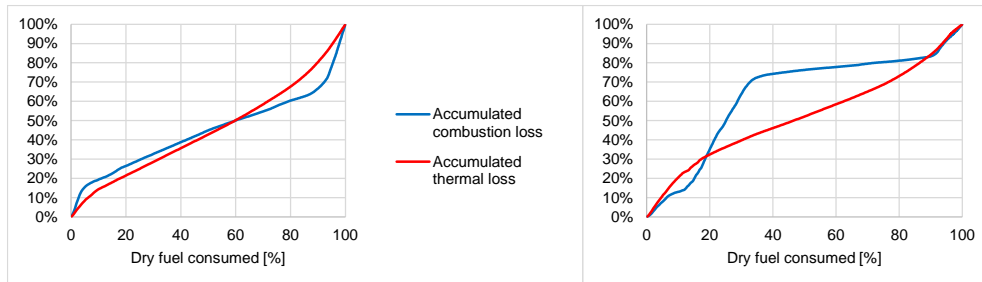 100%
90%
80%
70%
60%
50%
40%
30%
20%
10%
0%
0 20 40 60 80 100
Dry fuel consumed [%]
Accumulated
combustion loss
Accumulated
thermal loss
100%
90%
80%
70%
60%
50%
40%
30%
20%
10%
0%
0 20 40 60 80 100
Dry fuel consumed [%]